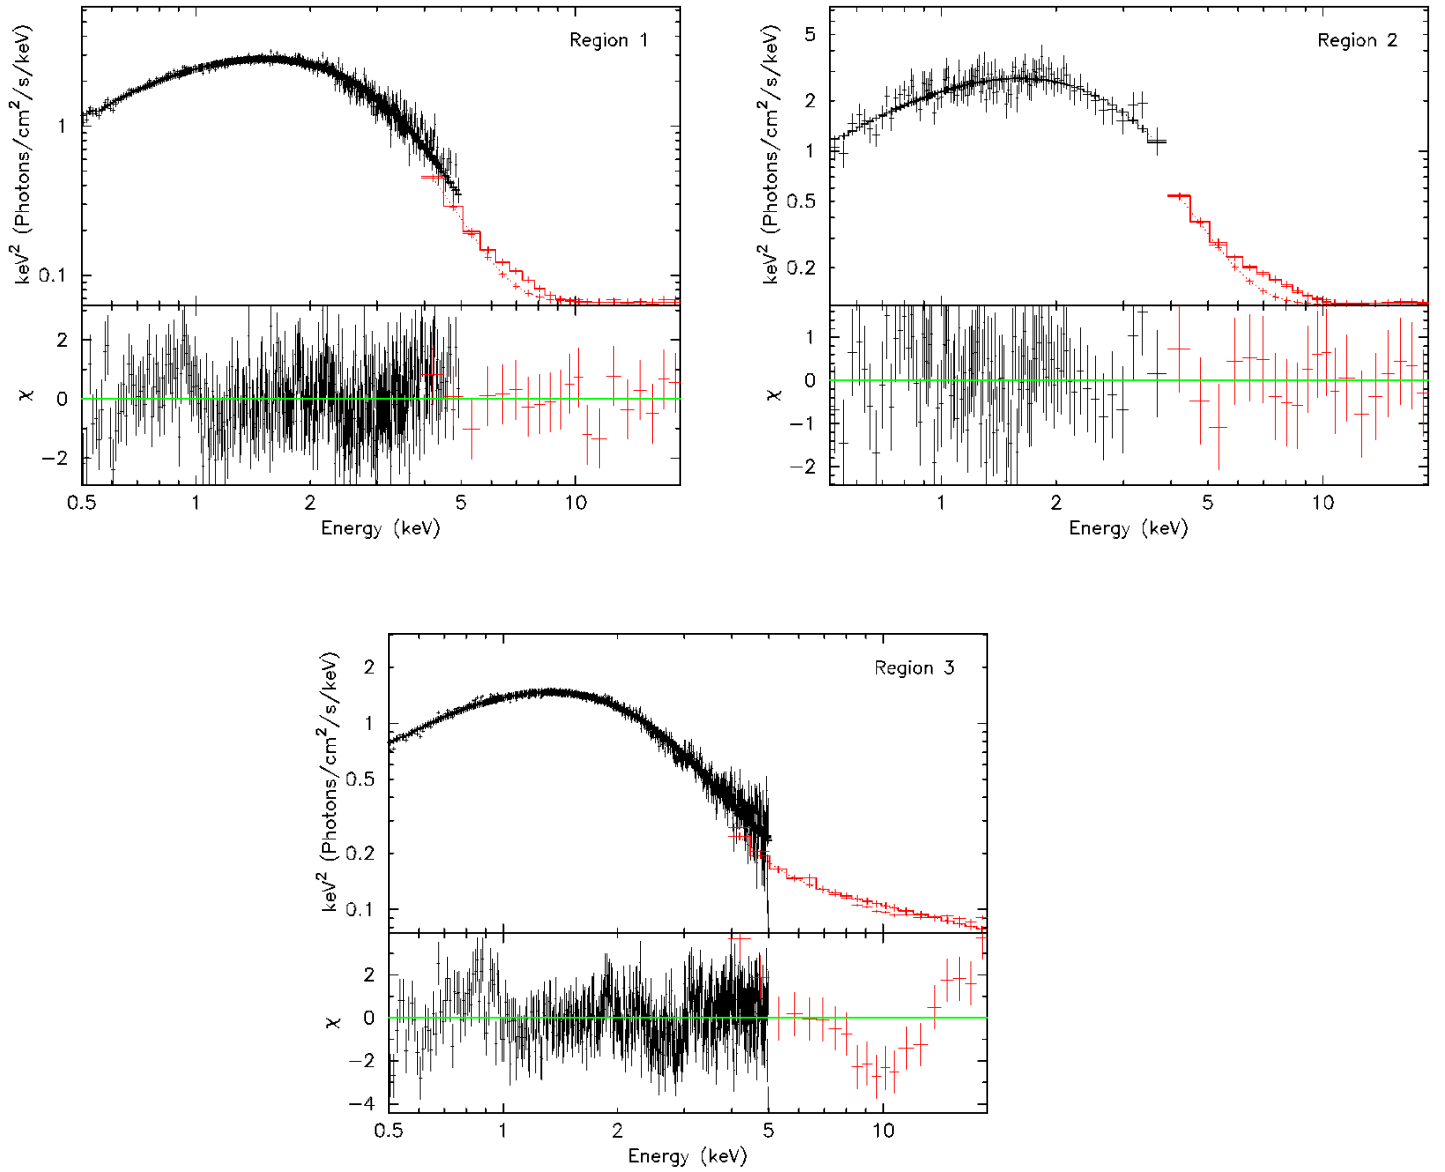 Region 1
keV² (Photons/cm²/s/keV)
1
0.1
χ
2
0
−2
0.5 1 2 5 10
Energy (keV)
Region 2
keV² (Photons/cm²/s/keV)
5
2
1
0.5
0.2
χ
1
0
−1
−2
1 2 5 10
Energy (keV)
Region 3
keV² (Photons/cm²/s/keV)
2
1
0.5
0.2
0.1
χ
2
0
−2
−4
0.5 1 2 5 10
Energy (keV)